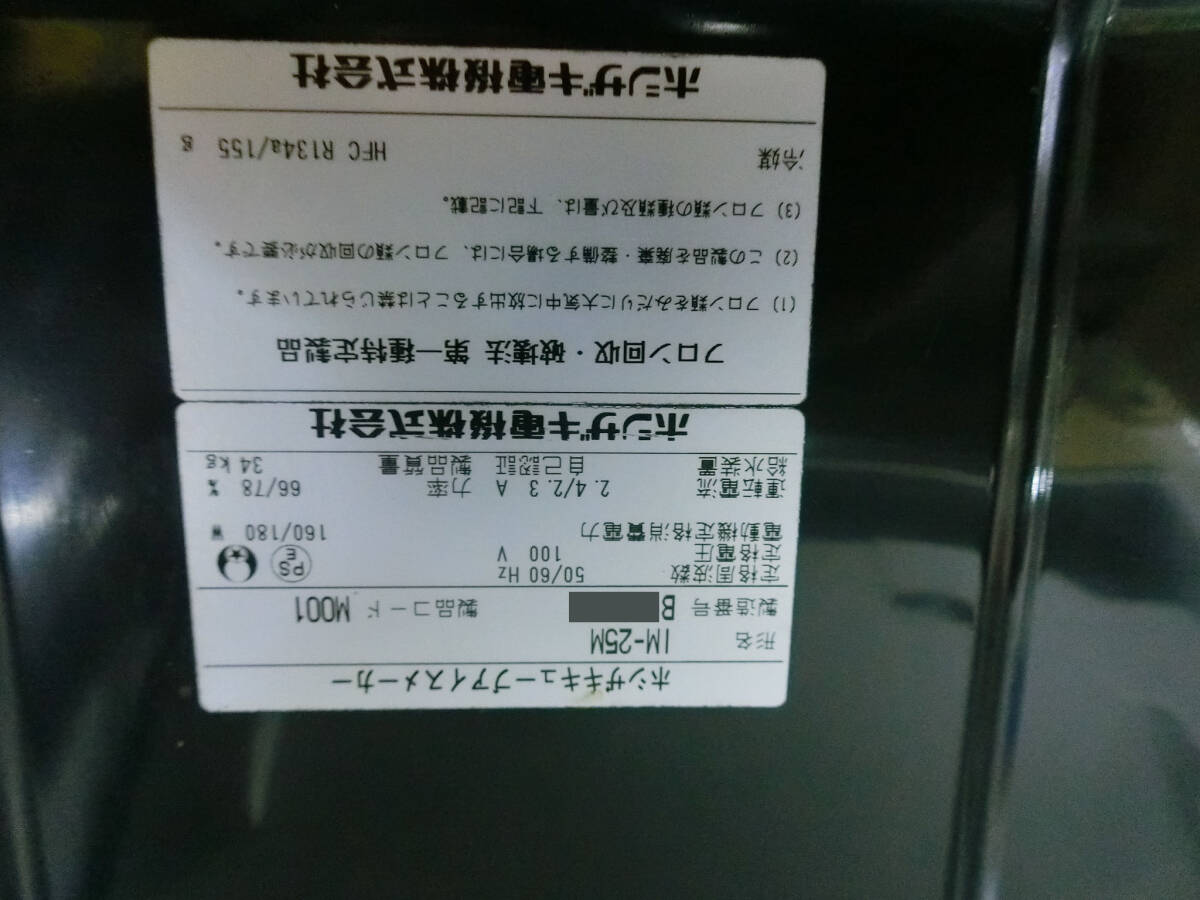 ホシザキキューブアイスメーカー
形名 IM-25M
製造番号 B 製品コード M001
定格周波数 50/60 Hz
定格電圧 100 V
電動機定格消費電力 160/180 W
PS
E
運転電流 2.4/2.3 A 力率 66/78 %
給水装置 自己認証 製品質量 34 kg
ホシザキ電機株式会社
フロン回収・破壊法 第一種特定製品
(1) フロン類をみだりに大気中に放出することは禁じられています。
(2) この製品を廃棄・整備する場合には、フロン類の回収が必要です。
(3) フロン類の種類及び量は、下記に記載。
冷媒 HFC R134a/155 g
ホシザキ電機株式会社